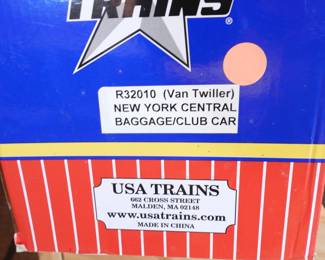 TRAINS®
R32010 (Van Twiller)
NEW YORK CENTRAL
BAGGAGE/CLUB CAR
USA TRAINS
662 CROSS STREET
MALDEN, MA 02148
www.usatrains.com
MADE IN CHINA